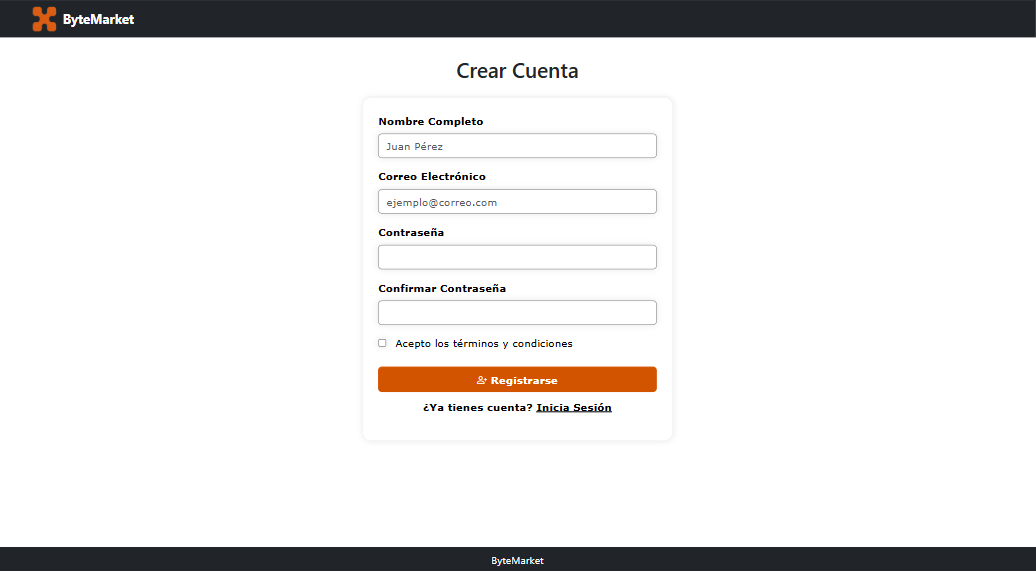 ByteMarket
Crear Cuenta
Nombre Completo
Juan Pérez
Correo Electrónico
ejemplo@correo.com
Contraseña
Confirmar Contraseña
Acepto los términos y condiciones
Registrarse
¿Ya tienes cuenta? Inicia Sesión
ByteMarket